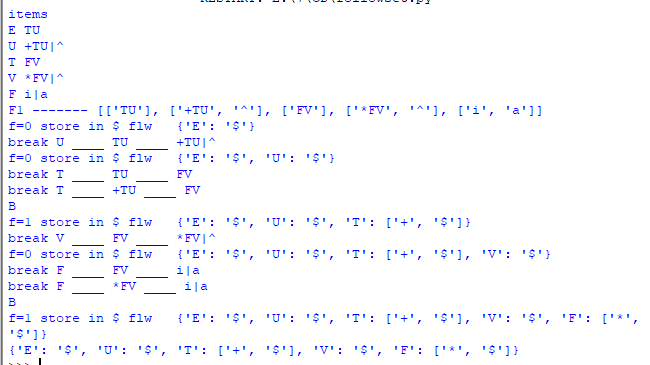 items
E TU
U +TU|^
T FV
V *FV|^
F i|a
F1 ------- [['TU'], ['+TU', '^'], ['FV'], ['*FV', '^'], ['i', 'a']]
f=0 store in $ flw   {'E': '$'}
break U ____ TU ____ +TU|^
f=0 store in $ flw   {'E': '$', 'U': '$'}
break T ____ TU ____ FV
break T ____ +TU ____ FV
B
f=1 store in $ flw   {'E': '$', 'U': '$', 'T': ['+', '$']}
break V ____ FV ____ *FV|^
f=0 store in $ flw   {'E': '$', 'U': '$', 'T': ['+', '$'], 'V': '$'}
break F ____ FV ____ i|a
break F ____ *FV ____ i|a
B
f=1 store in $ flw   {'E': '$', 'U': '$', 'T': ['+', '$'], 'V': '$', 'F': ['*',
'$']}
{'E': '$', 'U': '$', 'T': ['+', '$'], 'V': '$', 'F': ['*', '$']}